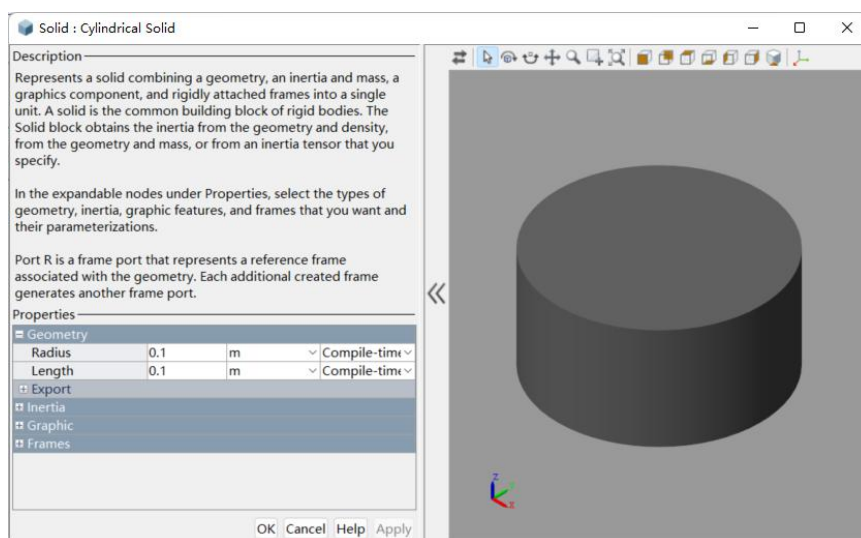 Solid : Cylindrical Solid
Description
Represents a solid combining a geometry, an inertia and mass, a
graphics component, and rigidly attached frames into a single
unit. A solid is the common building block of rigid bodies. The
Solid block obtains the inertia from the geometry and density,
from the geometry and mass, or from an inertia tensor that you
specify.
In the expandable nodes under Properties, select the types of
geometry, inertia, graphic features, and frames that you want and
their parameterizations.
Port R is a frame port that represents a reference frame
associated with the geometry. Each additional created frame
generates another frame port.
Properties
Geometry
Radius 0.1 m Compile-time
Length 0.1 m Compile-time
Export
Inertia
Graphic
Frames
OK Cancel Help Apply
z
x